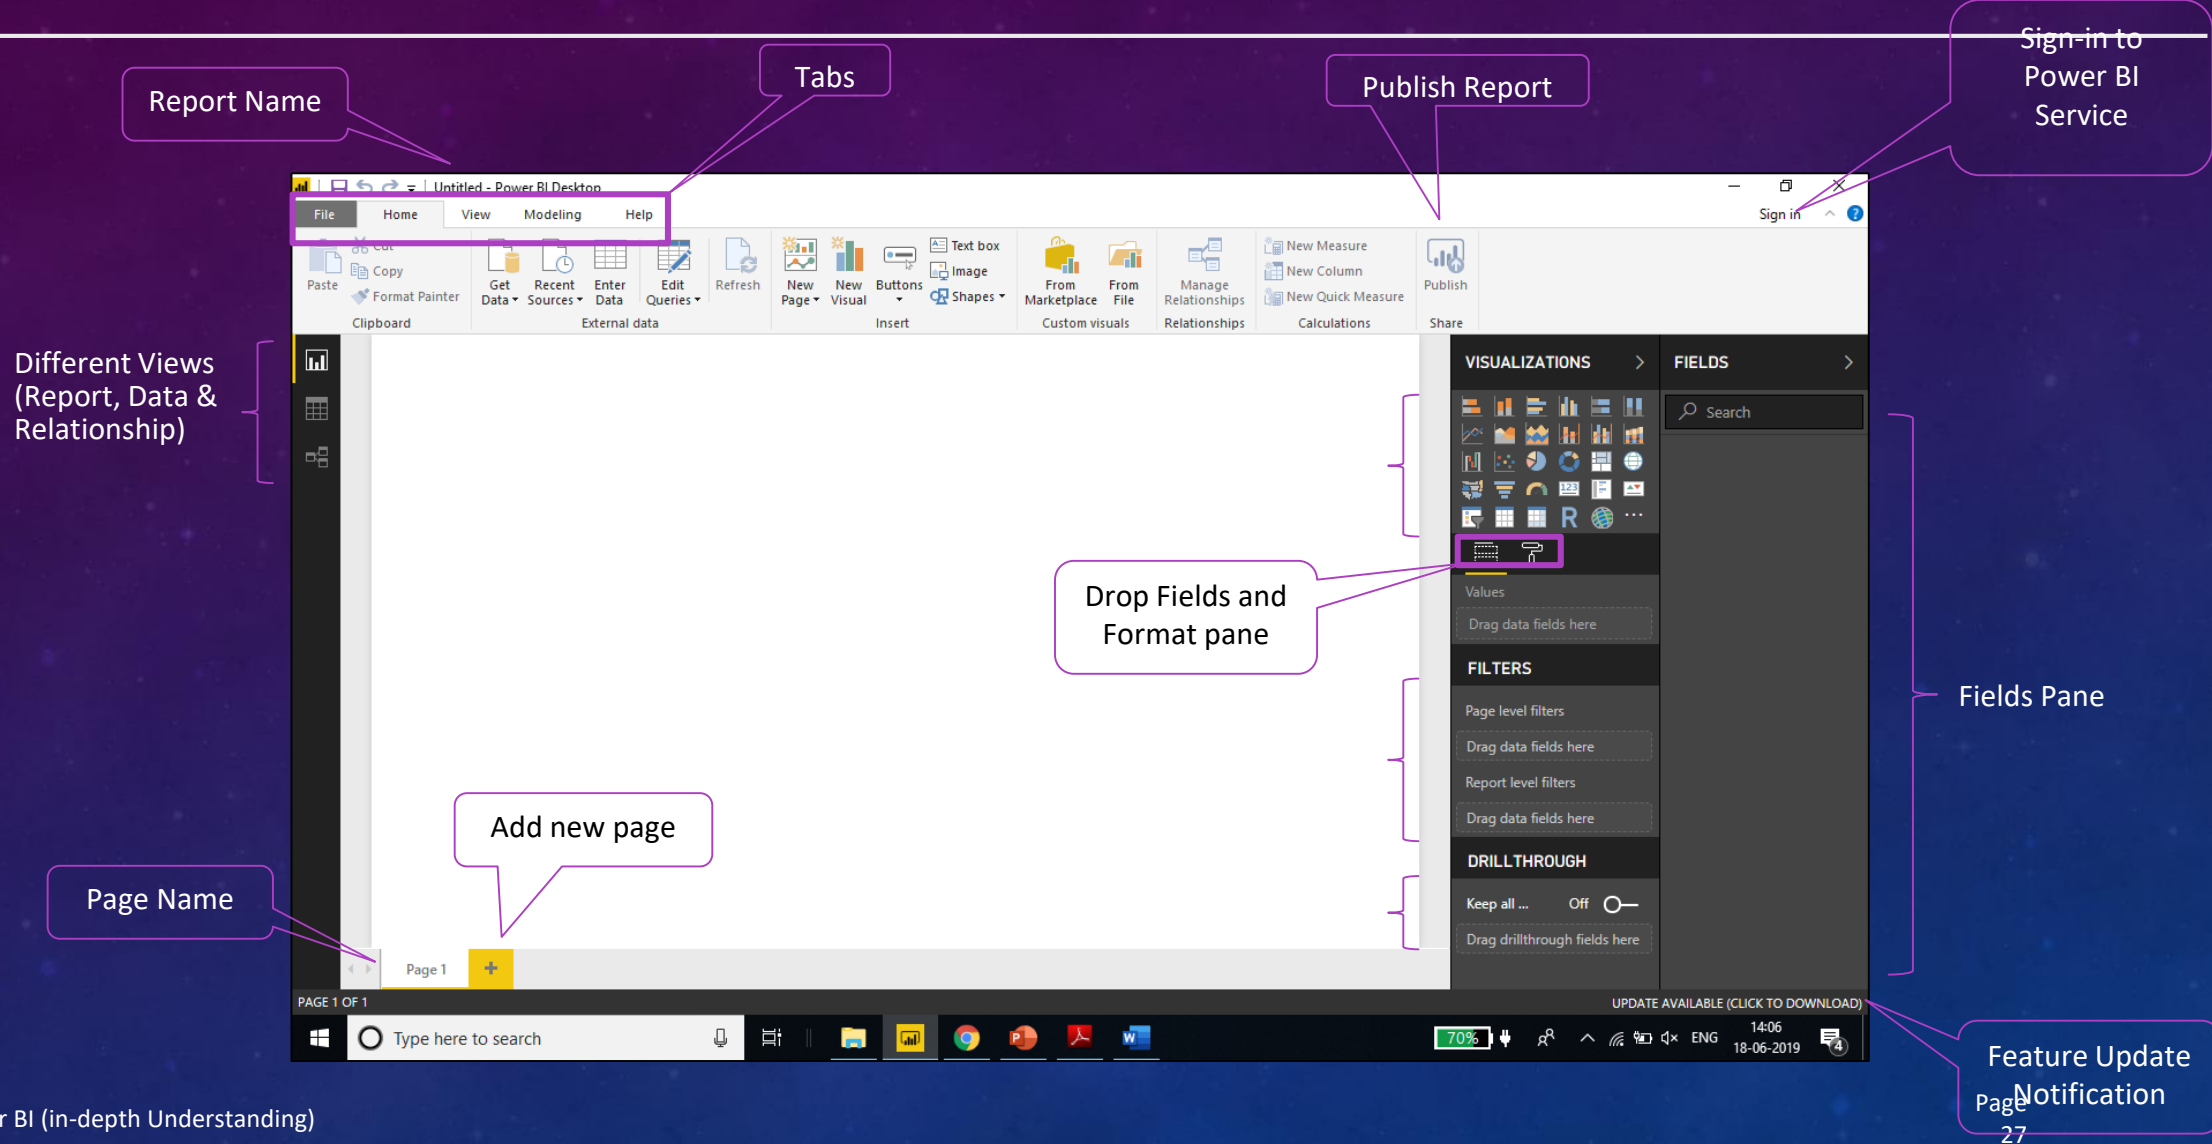 Sign-in to
Power BI
Service
Tabs
Publish Report
Report Name
Untitled - Power BI Desktop
File Home View Modeling Help
Sign in
Paste
Cut
Copy
Format Painter
Clipboard
Get Data
Recent Sources
Enter Data
Edit Queries
External data
Refresh
New Page
New Visual
Buttons
Text box
Image
Shapes
Insert
From Marketplace
From File
Custom visuals
Manage Relationships
Relationships
New Measure
New Column
New Quick Measure
Calculations
Publish
Share
Different Views
(Report, Data &
Relationship)
VISUALIZATIONS
FIELDS
Search
123
R
Drop Fields and
Format pane
Values
Drag data fields here
FILTERS
Page level filters
Drag data fields here
Report level filters
Drag data fields here
Fields Pane
DRILLTHROUGH
Keep all ... Off
Drag drillthrough fields here
Add new page
Page Name
Page 1 +
PAGE 1 OF 1
UPDATE AVAILABLE (CLICK TO DOWNLOAD)
Type here to search
70%
ENG
14:06
18-06-2019
4
Feature Update
Notification
r BI (in-depth Understanding)
Page
27